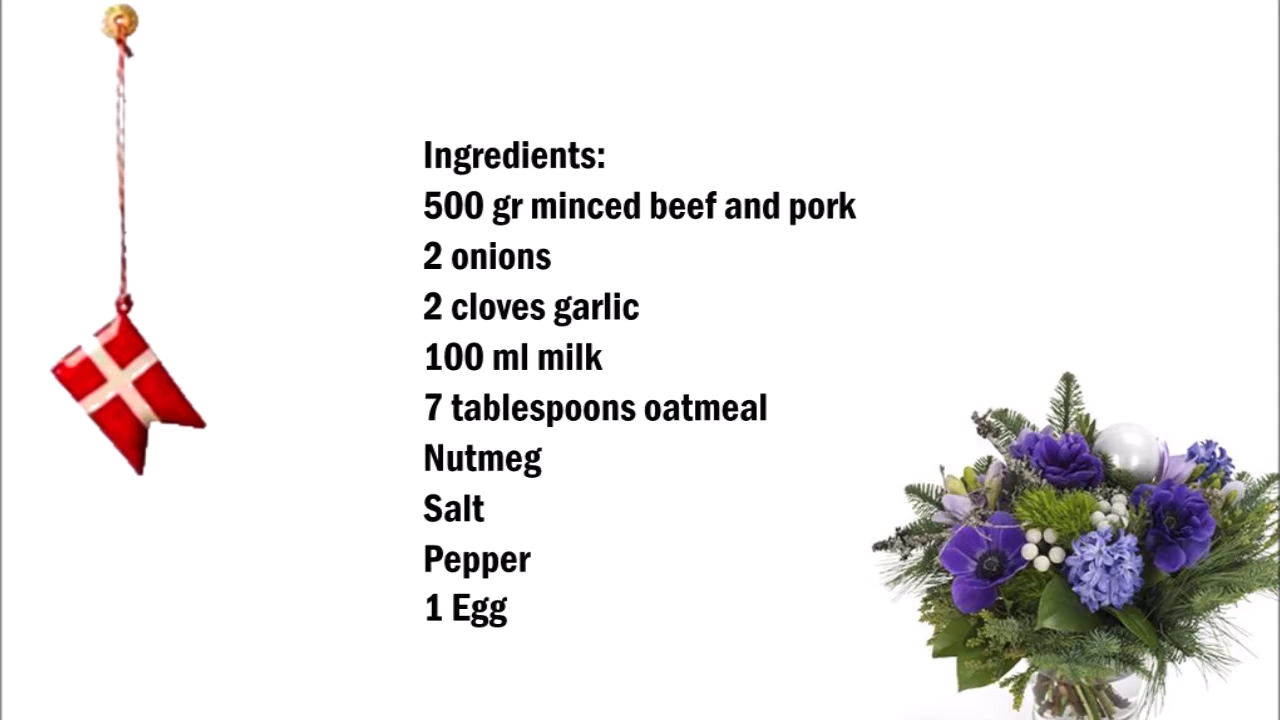 Ingredients:
500 gr minced beef and pork
2 onions
2 cloves garlic
100 ml milk
7 tablespoons oatmeal
Nutmeg
Salt
Pepper
1 Egg